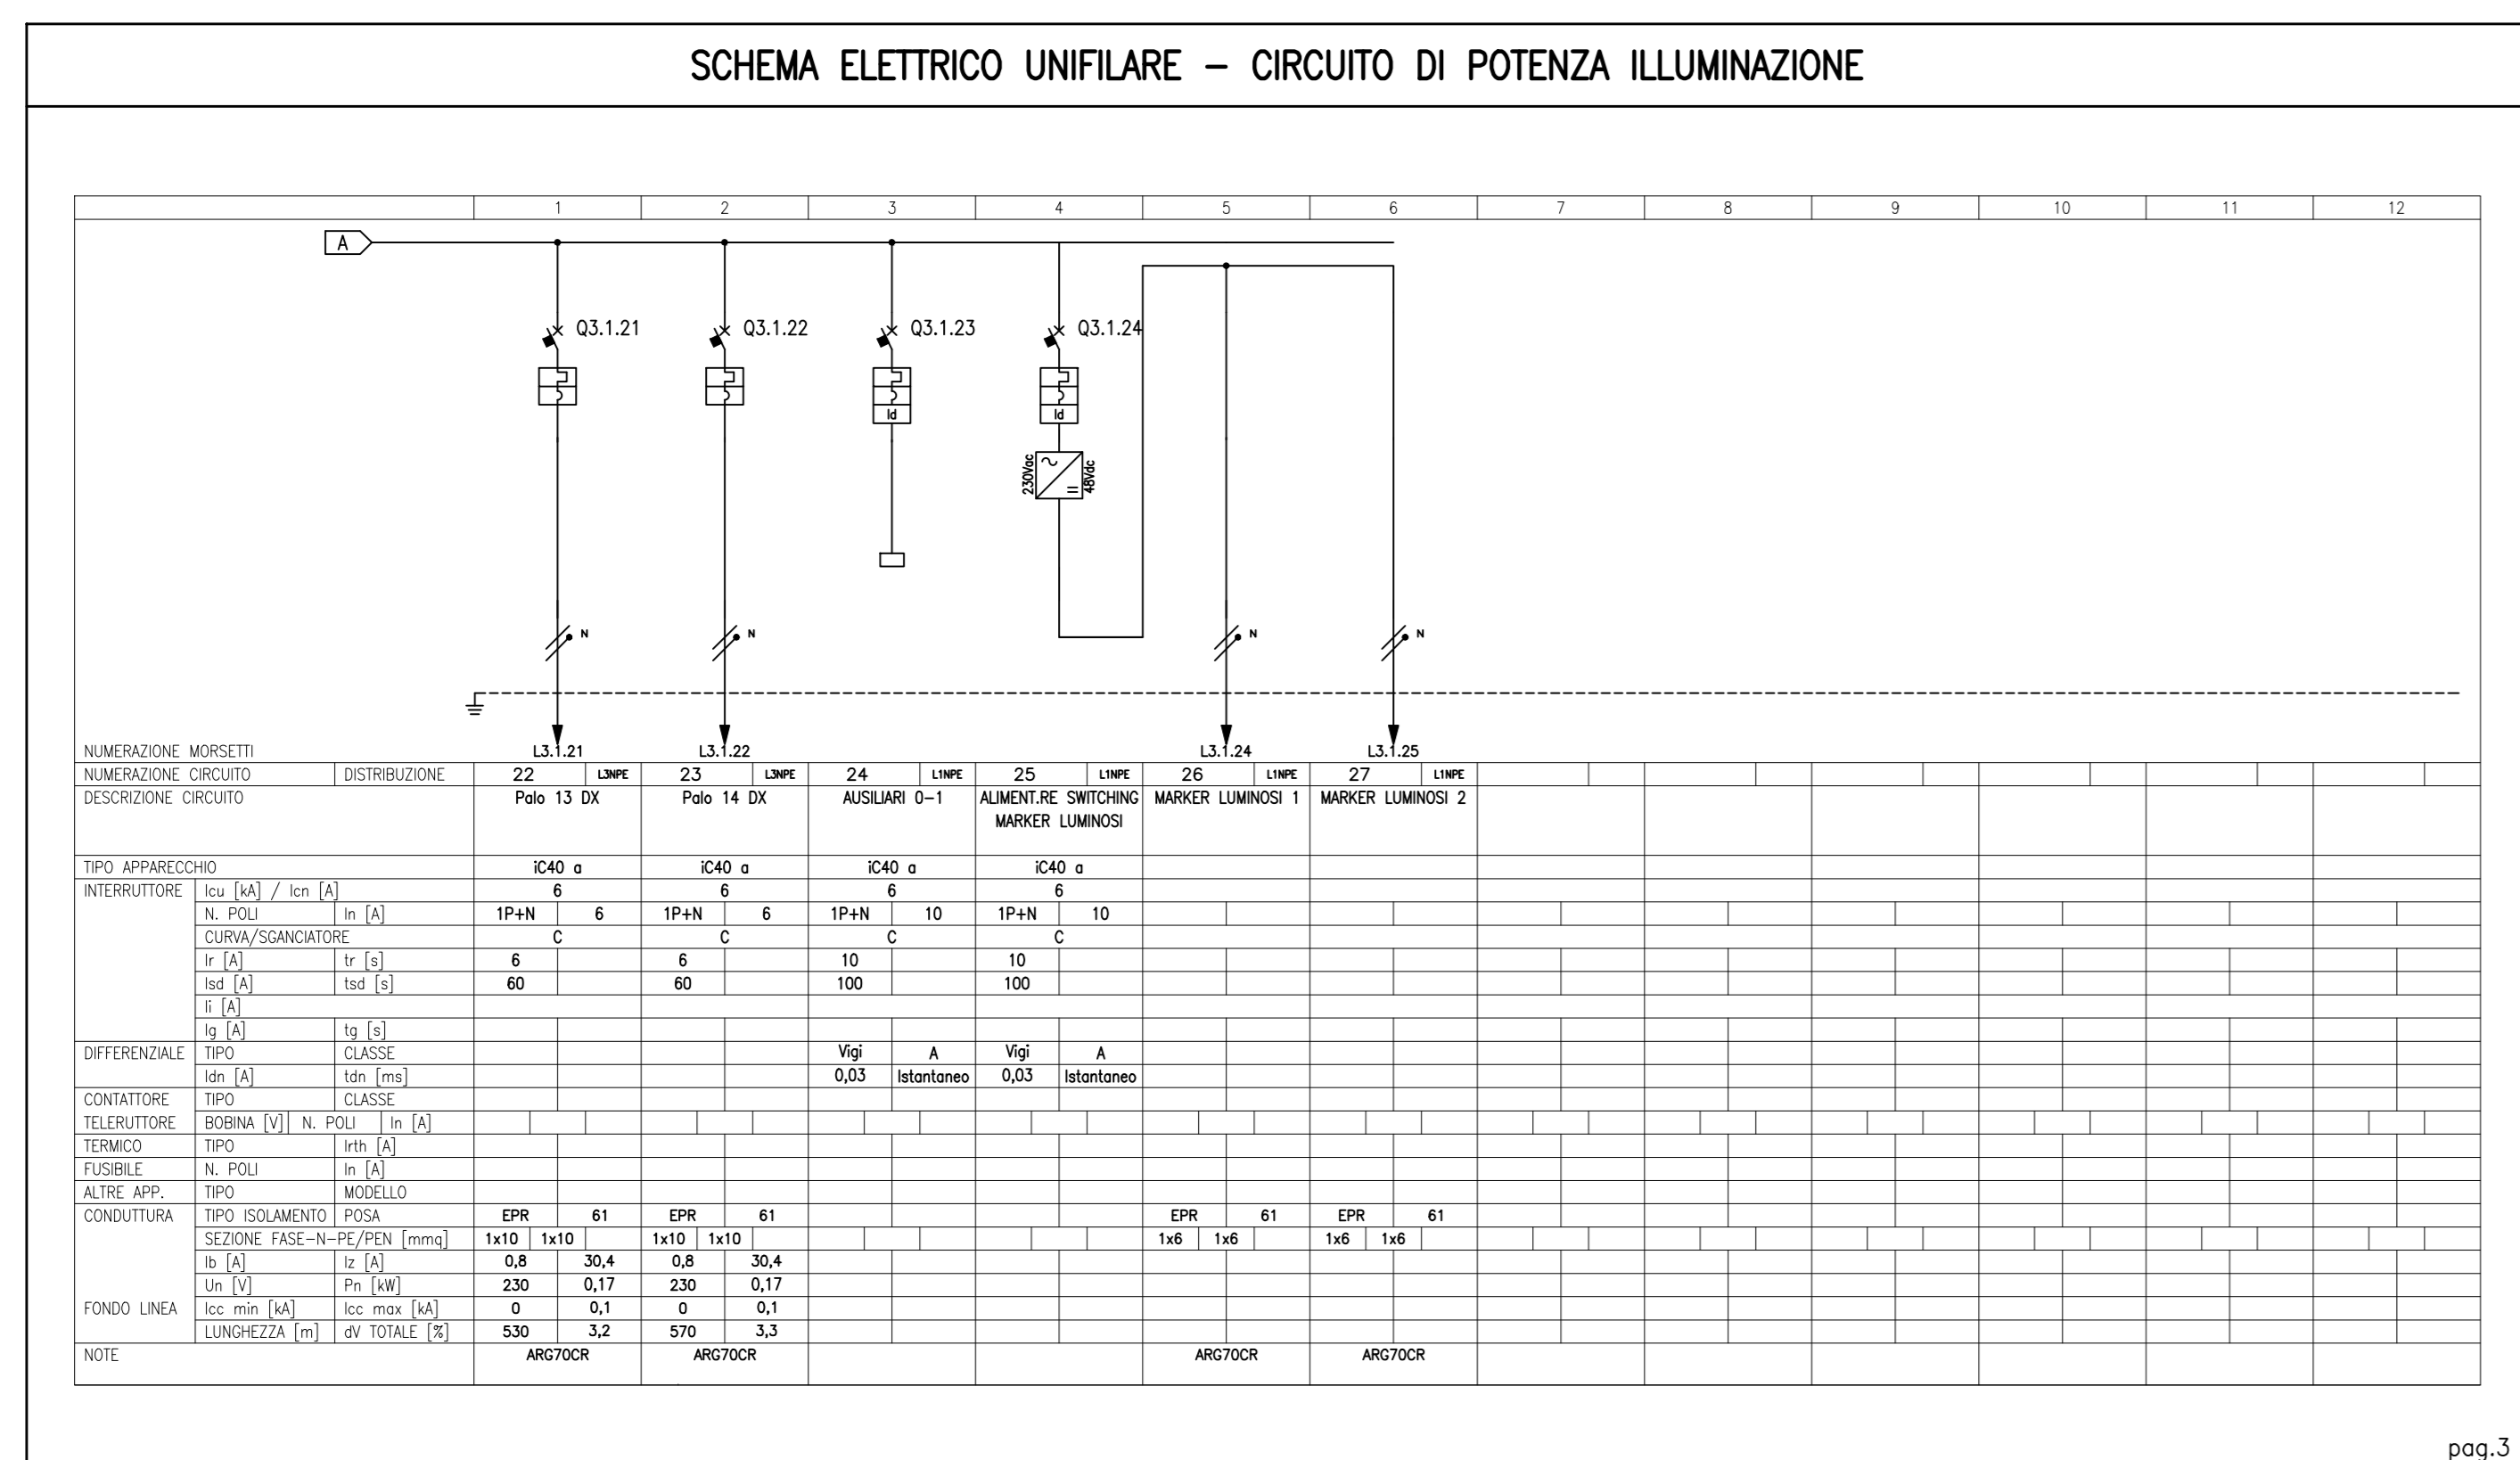 SCHEMA ELETTRICO UNIFILARE – CIRCUITO DI POTENZA ILLUMINAZIONE
1 2 3 4 5 6 7 8 9 10 11 12
A
Q3.1.21 Q3.1.22 Q3.1.23 Q3.1.24
Id Id
230Vac 48Vdc
N N N N
NUMERAZIONE MORSETTI L3.1.21 L3.1.22 L3.1.24 L3.1.25
NUMERAZIONE CIRCUITO DISTRIBUZIONE 22 L3NPE 23 L3NPE 24 L1NPE 25 L1NPE 26 L1NPE 27 L1NPE
DESCRIZIONE CIRCUITO Palo 13 DX Palo 14 DX AUSILIARI 0-1 ALIMENT.RE SWITCHING MARKER LUMINOSI 1 MARKER LUMINOSI 2
MARKER LUMINOSI
TIPO APPARECCHIO iC40 a iC40 a iC40 a iC40 a
INTERRUTTORE Icu [kA] / Icn [A] 6 6 6 6
N. POLI In [A] 1P+N 6 1P+N 6 1P+N 10 1P+N 10
CURVA/SGANCIATORE C C C C
Ir [A] tr [s] 6 6 10 10
Isd [A] tsd [s] 60 60 100 100
Ii [A]
Ig [A] tg [s]
DIFFERENZIALE TIPO CLASSE Vigi A Vigi A
Idn [A] tdn [ms] 0,03 Istantaneo 0,03 Istantaneo
CONTATTORE TIPO CLASSE
TELERUTTORE BOBINA [V] N. POLI In [A]
TERMICO TIPO Irth [A]
FUSIBILE N. POLI In [A]
ALTRE APP. TIPO MODELLO
CONDUTTURA TIPO ISOLAMENTO POSA EPR 61 EPR 61 EPR 61 EPR 61
SEZIONE FASE-N-PE/PEN [mmq] 1x10 1x10 1x10 1x10 1x6 1x6 1x6 1x6
Ib [A] Iz [A] 0,8 30,4 0,8 30,4
Un [V] Pn [kW] 230 0,17 230 0,17
FONDO LINEA Icc min [kA] Icc max [kA] 0 0,1 0 0,1
LUNGHEZZA [m] dV TOTALE [%] 530 3,2 570 3,3
NOTE ARG70CR ARG70CR ARG70CR ARG70CR
pag.3